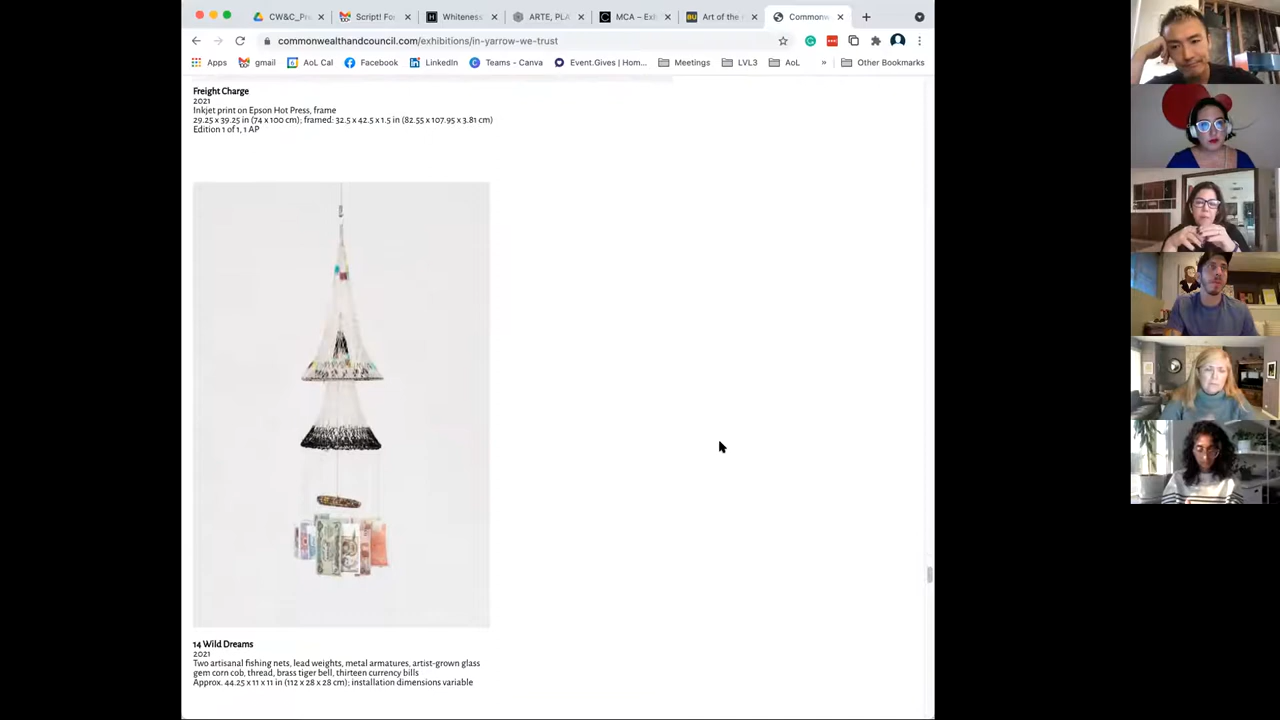 CW&C_Pr
Script! Fo
Whiteness
ARTE, PLA
MCA – Exh
Art of the
Commonw
commonwealthandcouncil.com/exhibitions/in-yarrow-we-trust
Apps
gmail
AoL Cal
Facebook
LinkedIn
Teams - Canva
Event.Gives | Hom...
Meetings
LVL3
AoL
»
Other Bookmarks
Freight Charge
2021
Inkjet print on Epson Hot Press, frame
29.25 x 39.25 in (74 x 100 cm); framed: 32.5 x 42.5 x 1.5 in (82.55 x 107.95 x 3.81 cm)
Edition 1 of 1, 1 AP
14 Wild Dreams
2021
Two artisanal fishing nets, lead weights, metal armatures, artist-grown glass
gem corn cob, thread, brass tiger bell, thirteen currency bills
Approx. 44.25 x 11 x 11 in (112 x 28 x 28 cm); installation dimensions variable